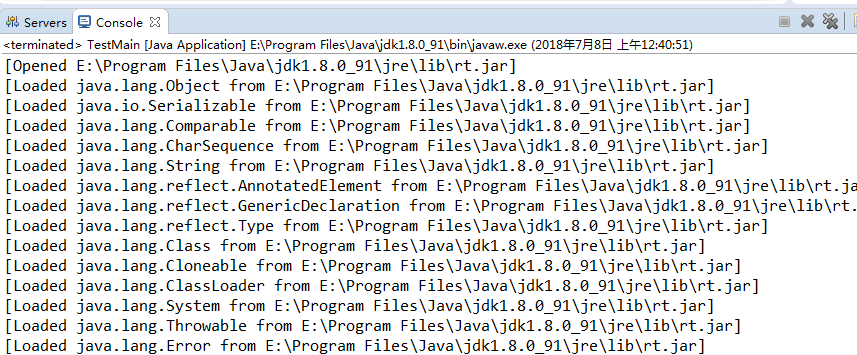 Servers Console
<terminated> TestMain [Java Application] E:\Program Files\Java\jdk1.8.0_91\bin\javaw.exe (2018年7月8日 上午12:40:51)
[Opened E:\Program Files\Java\jdk1.8.0_91\jre\lib\rt.jar]
[Loaded java.lang.Object from E:\Program Files\Java\jdk1.8.0_91\jre\lib\rt.jar]
[Loaded java.io.Serializable from E:\Program Files\Java\jdk1.8.0_91\jre\lib\rt.jar]
[Loaded java.lang.Comparable from E:\Program Files\Java\jdk1.8.0_91\jre\lib\rt.jar]
[Loaded java.lang.CharSequence from E:\Program Files\Java\jdk1.8.0_91\jre\lib\rt.jar]
[Loaded java.lang.String from E:\Program Files\Java\jdk1.8.0_91\jre\lib\rt.jar]
[Loaded java.lang.reflect.AnnotatedElement from E:\Program Files\Java\jdk1.8.0_91\jre\lib\rt.ja
[Loaded java.lang.reflect.GenericDeclaration from E:\Program Files\Java\jdk1.8.0_91\jre\lib\rt.
[Loaded java.lang.reflect.Type from E:\Program Files\Java\jdk1.8.0_91\jre\lib\rt.jar]
[Loaded java.lang.Class from E:\Program Files\Java\jdk1.8.0_91\jre\lib\rt.jar]
[Loaded java.lang.Cloneable from E:\Program Files\Java\jdk1.8.0_91\jre\lib\rt.jar]
[Loaded java.lang.ClassLoader from E:\Program Files\Java\jdk1.8.0_91\jre\lib\rt.jar]
[Loaded java.lang.System from E:\Program Files\Java\jdk1.8.0_91\jre\lib\rt.jar]
[Loaded java.lang.Throwable from E:\Program Files\Java\jdk1.8.0_91\jre\lib\rt.jar]
[Loaded java.lang.Error from E:\Program Files\Java\jdk1.8.0_91\jre\lib\rt.jar]